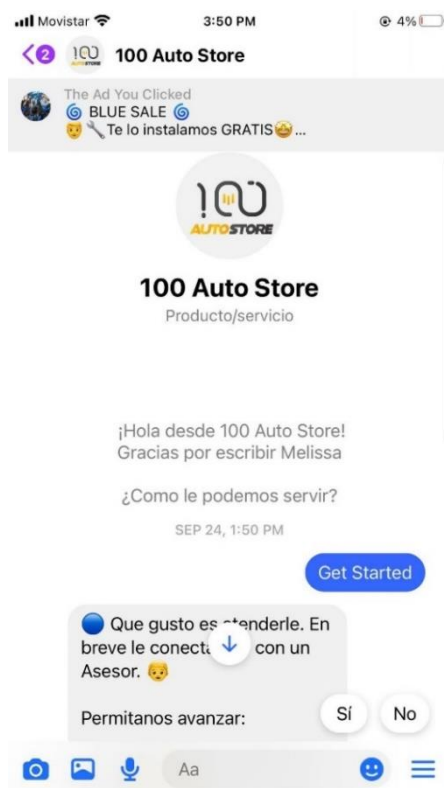 Movistar 3:50 PM 4%
2 100 Auto Store
The Ad You Clicked
🌀 BLUE SALE 🌀
👨🔧Te lo instalamos GRATIS🤩...
100
AUTOSTORE
100 Auto Store
Producto/servicio
¡Hola desde 100 Auto Store!
Gracias por escribir Melissa
¿Como le podemos servir?
SEP 24, 1:50 PM
Get Started
🔵 Que gusto es atenderle. En
breve le con con un
Asesor. 👨
Permitanos avanzar:
Sí No
Aa